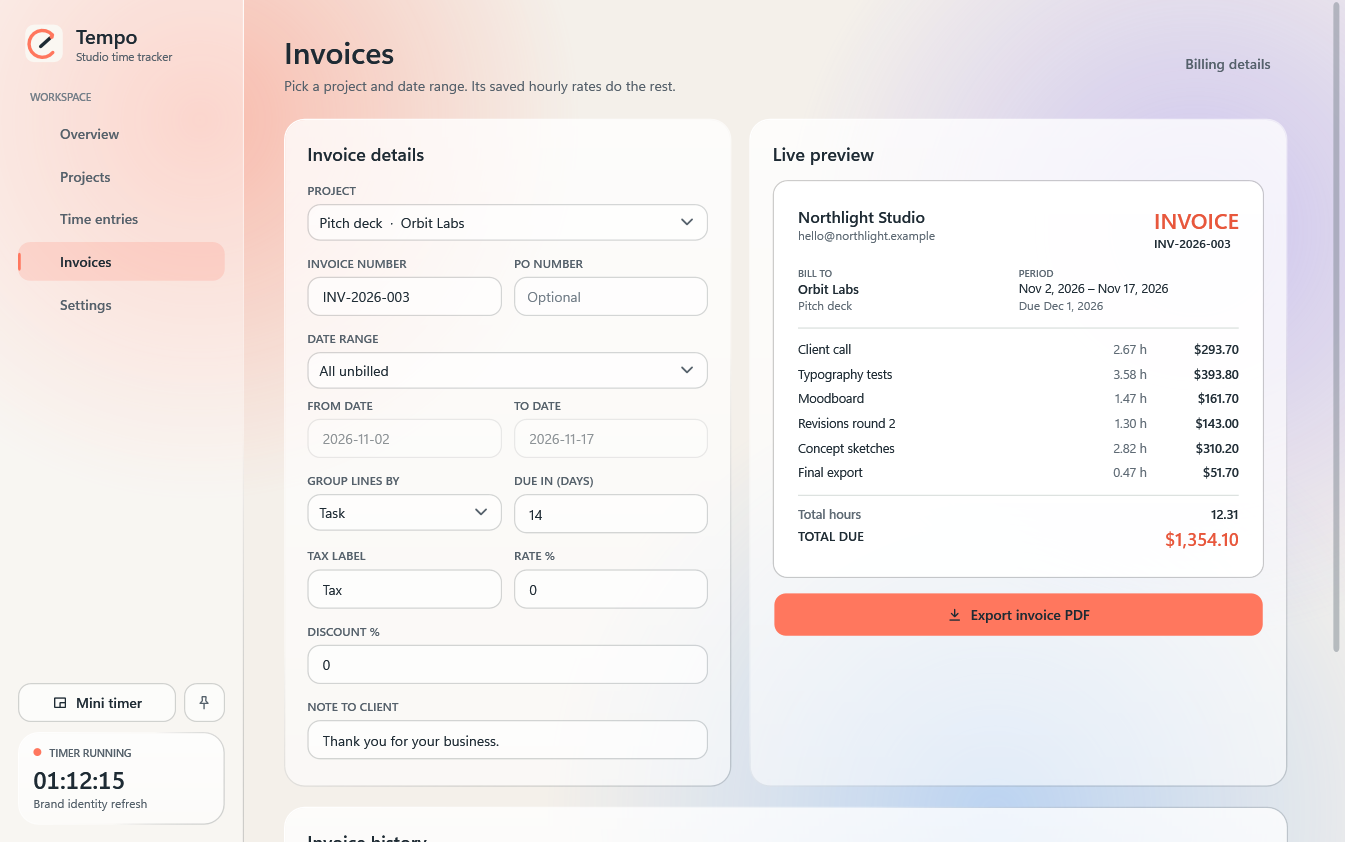 Tempo
Studio time tracker
WORKSPACE
Overview
Projects
Time entries
Invoices
Settings
Mini timer
TIMER RUNNING
01:12:15
Brand identity refresh
Invoices
Pick a project and date range. Its saved hourly rates do the rest.
Billing details
Invoice details
PROJECT
Pitch deck · Orbit Labs
INVOICE NUMBER PO NUMBER
INV-2026-003 Optional
DATE RANGE
All unbilled
FROM DATE TO DATE
2026-11-02 2026-11-17
GROUP LINES BY DUE IN (DAYS)
Task 14
TAX LABEL RATE %
Tax 0
DISCOUNT %
0
NOTE TO CLIENT
Thank you for your business.
Live preview
Northlight Studio INVOICE
hello@northlight.example INV-2026-003
BILL TO PERIOD
Orbit Labs Nov 2, 2026 – Nov 17, 2026
Pitch deck Due Dec 1, 2026
Client call 2.67 h $293.70
Typography tests 3.58 h $393.80
Moodboard 1.47 h $161.70
Revisions round 2 1.30 h $143.00
Concept sketches 2.82 h $310.20
Final export 0.47 h $51.70
Total hours 12.31
TOTAL DUE $1,354.10
Export invoice PDF
Invoice history